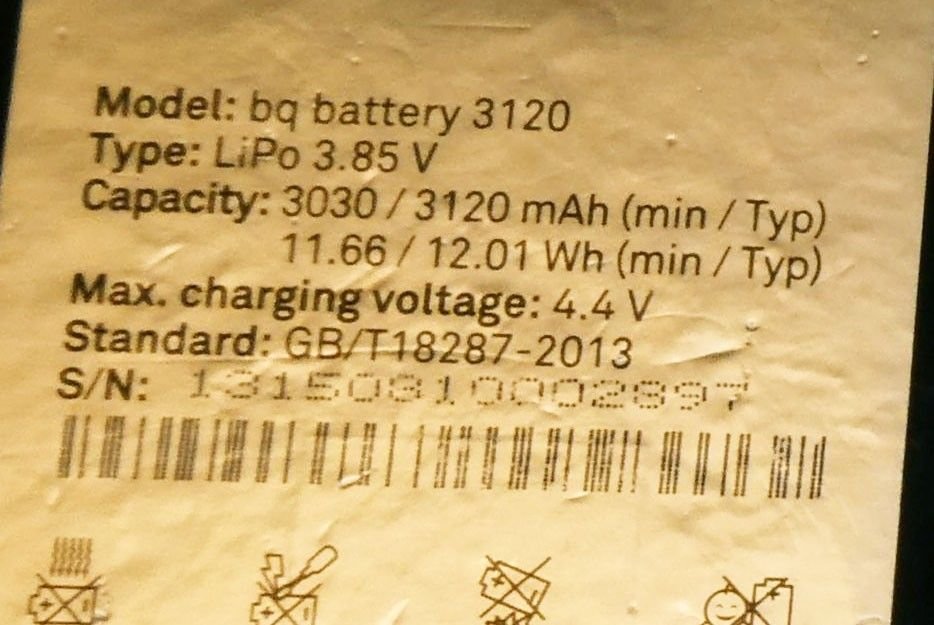 Model: bq battery 3120
Type: LiPo 3.85 V
Capacity: 3030 / 3120 mAh (min / Typ)
11.66 / 12.01 Wh (min / Typ)
Max. charging voltage: 4.4 V
Standard: GB/T18287-2013
S/N: 1315081000002897